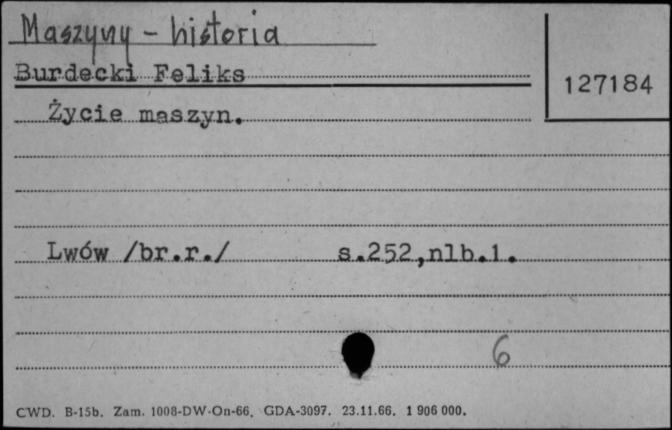 Maszyny - historia
Burdecki Feliks
127184
Życie maszyn.
Lwów /br.r./ s.252,nlb.1.
6
CWD. B-15b. Zam. 1008-DW-On-66. GDA-3097. 23.11.66. 1 906 000.